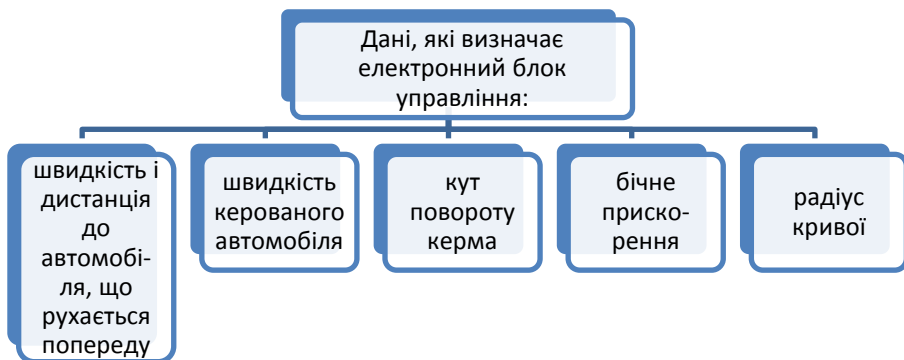 Дані, які визначає
електронний блок
управління:
швидкість і
дистанція
до
автомобі-
ля, що
рухається
попереду
швидкість
керованого
автомобіля
кут
повороту
керма
бічне
приско-
рення
радіус
кривої